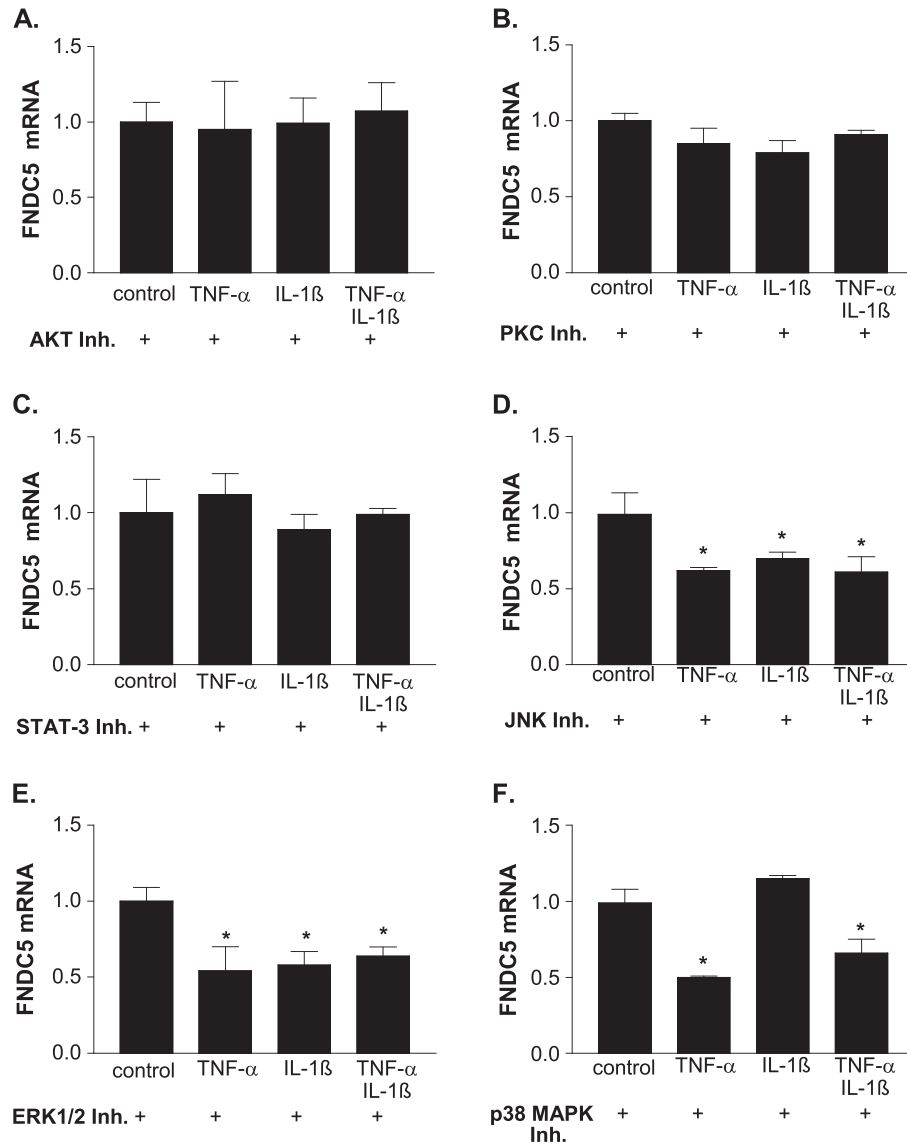 A.
FNDC5 mRNA
1.5
1.0
0.5
0.0
control TNF-α IL-1ß TNF-α
IL-1ß
AKT Inh. + + + +
B.
FNDC5 mRNA
1.5
1.0
0.5
0.0
control TNF-α IL-1ß TNF-α
IL-1ß
PKC Inh. + + + +
C.
FNDC5 mRNA
1.5
1.0
0.5
0.0
control TNF-α IL-1ß TNF-α
IL-1ß
STAT-3 Inh. + + + +
D.
FNDC5 mRNA
1.5
1.0
0.5
0.0
* * *
control TNF-α IL-1ß TNF-α
IL-1ß
JNK Inh. + + + +
E.
FNDC5 mRNA
1.5
1.0
0.5
0.0
* * *
control TNF-α IL-1ß TNF-α
IL-1ß
ERK1/2 Inh. + + + +
F.
FNDC5 mRNA
1.5
1.0
0.5
0.0
* *
control TNF-α IL-1ß TNF-α
IL-1ß
p38 MAPK + + + +
Inh.